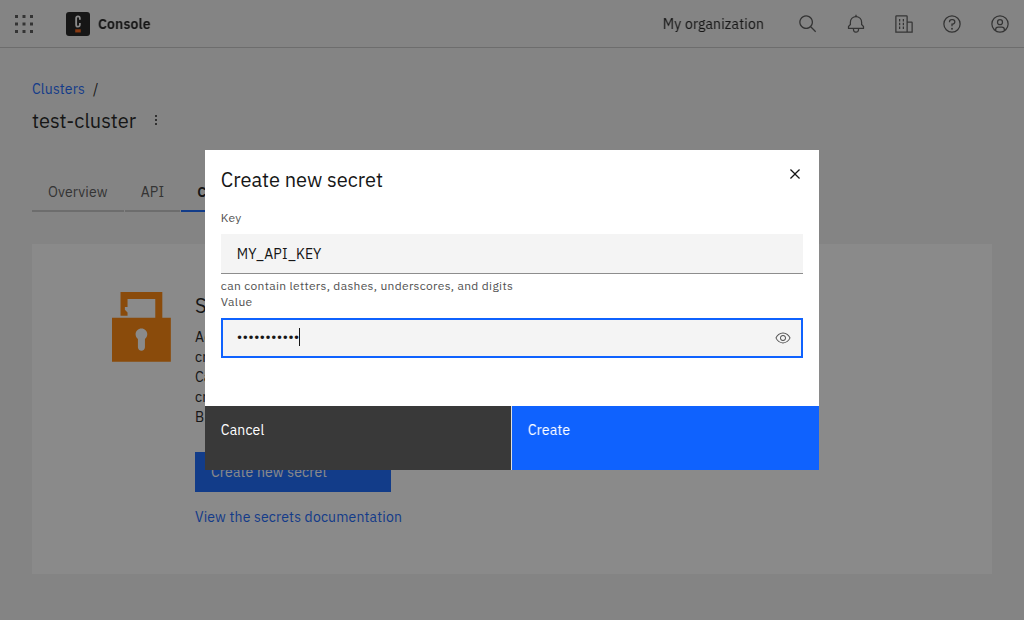 Console
My organization
Clusters /
test-cluster
Overview
API
Create new secret
Key
MY_API_KEY
can contain letters, dashes, underscores, and digits
Value
•••••••••••
Cancel
Create
Create new secret
View the secrets documentation